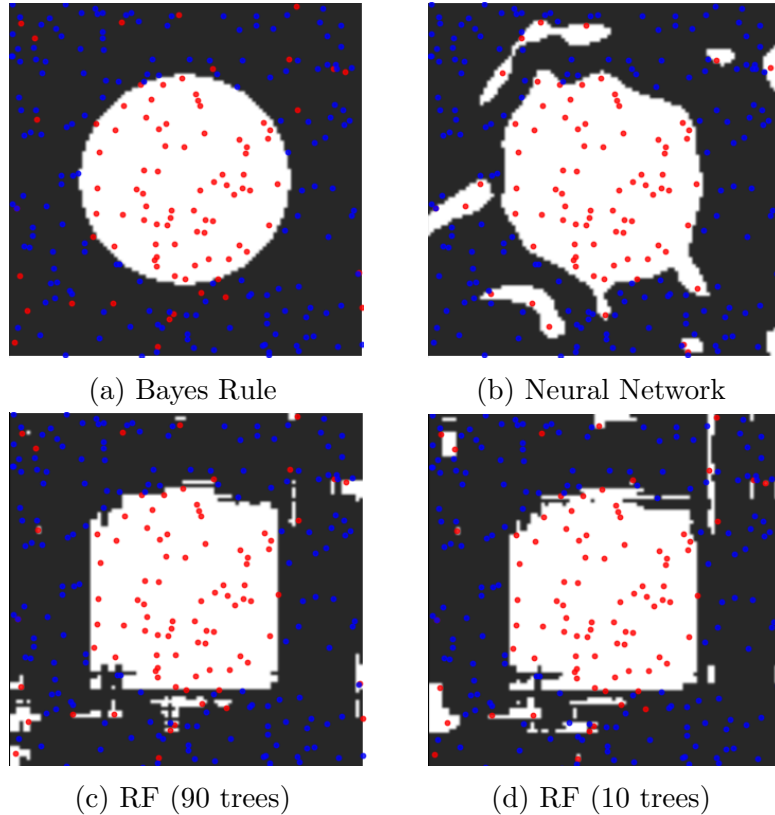 (a) Bayes Rule
(b) Neural Network
(c) RF (90 trees)
(d) RF (10 trees)